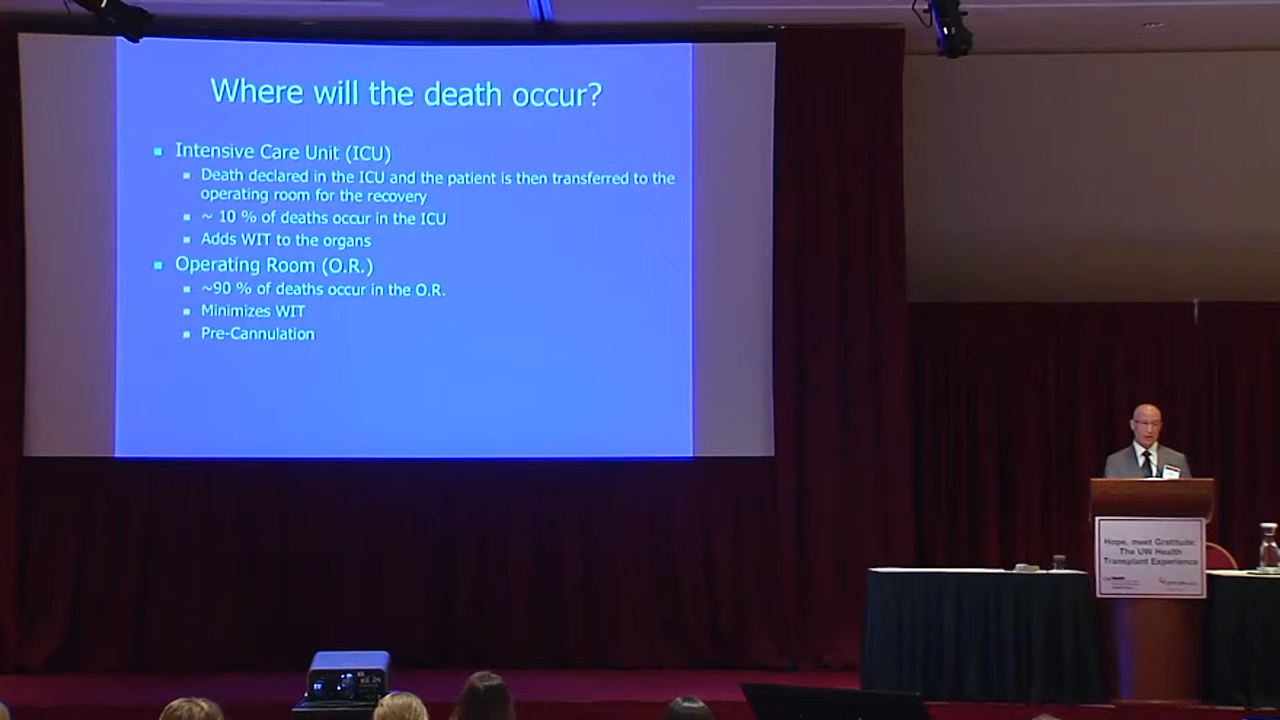 Where will the death occur?
Intensive Care Unit (ICU)
Death declared in the ICU and the patient is then transferred to the
operating room for the recovery
~ 10 % of deaths occur in the ICU
Adds WIT to the organs
Operating Room (O.R.)
~90 % of deaths occur in the O.R.
Minimizes WIT
Pre-Cannulation
Hope, meet Gratitude:
The UW Health
Transplant Experience